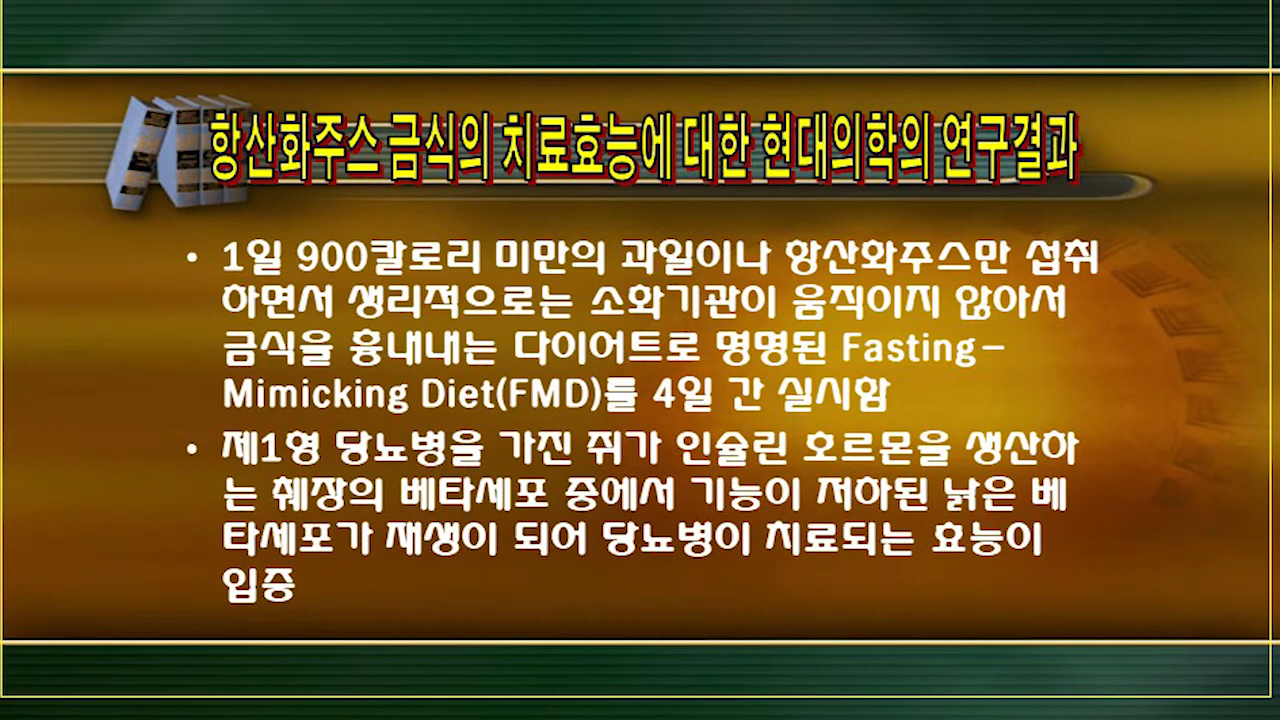 항산화주스 금식의 치료효능에 대한 현대의학의 연구결과
• 1일 900칼로리 미만의 과일이나 항산화주스만 섭취
하면서 생리적으로는 소화기관이 움직이지 않아서
금식을 흉내내는 다이어트로 명명된 Fasting-
Mimicking Diet(FMD)를 4일 간 실시함
• 제1형 당뇨병을 가진 쥐가 인슐린 호르몬을 생산하
는 췌장의 베타세포 중에서 기능이 저하된 낡은 베
타세포가 재생이 되어 당뇨병이 치료되는 효능이
입증